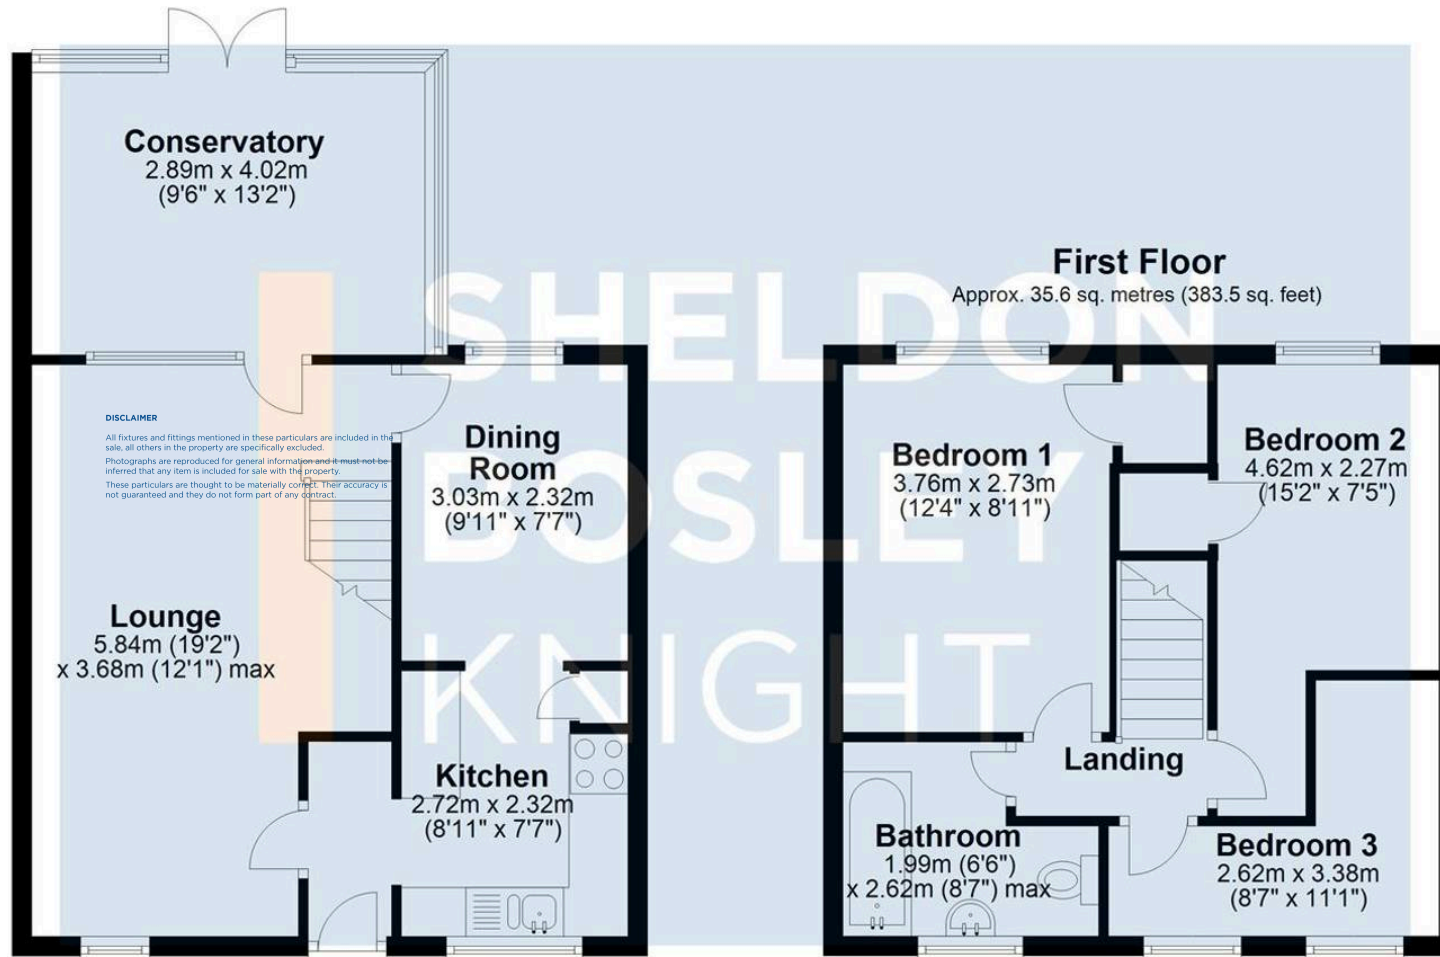 Conservatory
2.89m x 4.02m
(9'6" x 13'2")
First Floor
Approx. 35.6 sq. metres (383.5 sq. feet)
SHELDON
BOSLEY
KNIGHT
DISCLAIMER
All fixtures and fittings mentioned in these particulars are included in the
sale, all others in the property are specifically excluded.
Photographs are reproduced for general information and it must not be
inferred that any item is included for sale with the property.
These particulars are thought to be materially correct. Their accuracy is
not guaranteed and they do not form part of any contract.
Dining
Room
3.03m x 2.32m
(9'11" x 7'7")
Bedroom 1
3.76m x 2.73m
(12'4" x 8'11")
Bedroom 2
4.62m x 2.27m
(15'2" x 7'5")
Lounge
5.84m (19'2")
x 3.68m (12'1") max
Kitchen
2.72m x 2.32m
(8'11" x 7'7")
Landing
Bathroom
1.99m (6'6")
x 2.62m (8'7") max
Bedroom 3
2.62m x 3.38m
(8'7" x 11'1")